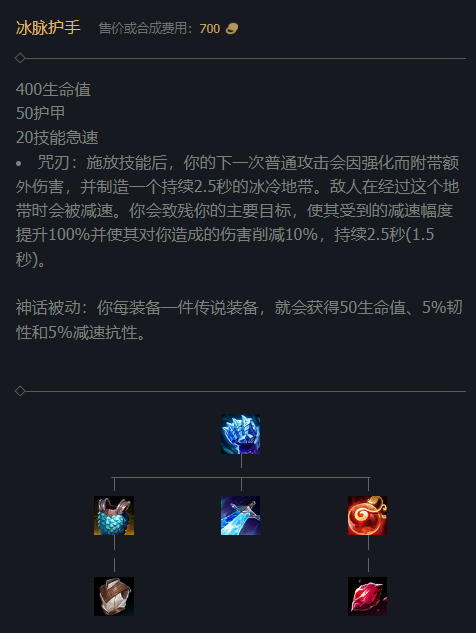 冰脉护手 售价或合成费用：700
400生命值
50护甲
20技能急速
• 咒刃：施放技能后，你的下一次普通攻击会因强化而附带额
外伤害，并制造一个持续2.5秒的冰冷地带。敌人在经过这个地
带时会被减速。你会致残你的主要目标，使其受到的减速幅度
提升100%并使其对你造成的伤害削减10%，持续2.5秒(1.5
秒)。
神话被动：你每装备一件传说装备，就会获得50生命值、5%韧
性和5%减速抗性。